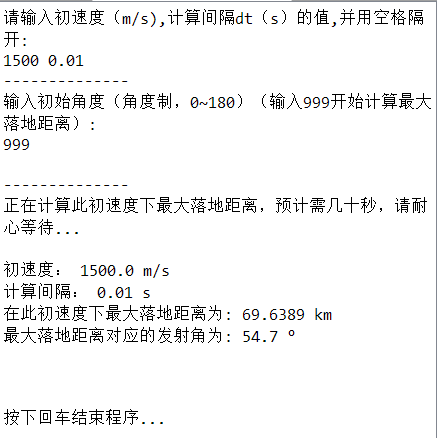 请输入初速度（m/s),计算间隔dt（s）的值,并用空格隔
开:
1500 0.01
--------------
输入初始角度（角度制，0~180）（输入999开始计算最大
落地距离）:
999
--------------
正在计算此初速度下最大落地距离，预计需几十秒，请耐
心等待...
初速度： 1500.0 m/s
计算间隔： 0.01 s
在此初速度下最大落地距离为: 69.6389 km
最大落地距离对应的发射角为: 54.7 º
按下回车结束程序...